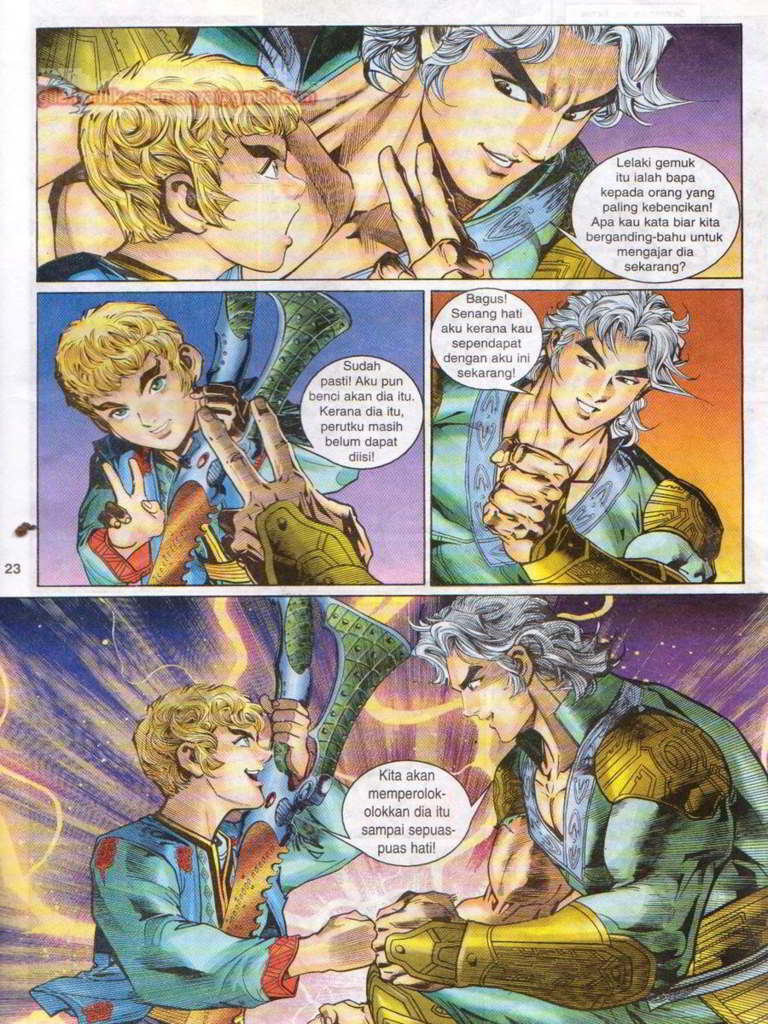 Lelaki gemuk
itu ialah bapa
kepada orang yang
paling kebencikan!
Apa kau kata biar kita
berganding-bahu untuk
mengajar dia
sekarang?
Sudah
pasti! Aku pun
benci akan dia itu.
Kerana dia itu,
perutku masih
belum dapat
diisi!
Bagus!
Senang hati
aku kerana kau
sependapat
dengan aku ini
sekarang!
23
Kita akan
memperolok-
olokkan dia itu
sampai sepuas-
puas hati!